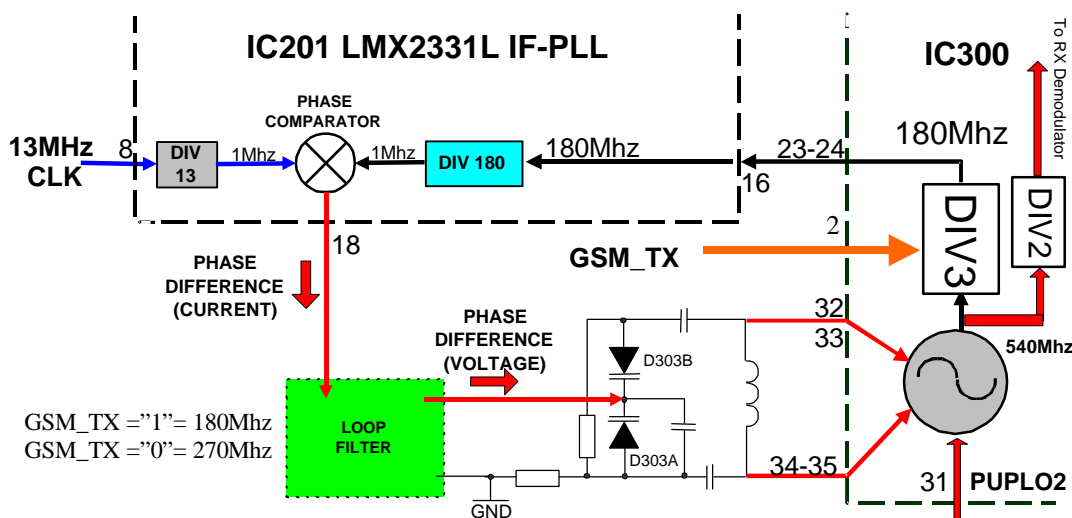 IC201 LMX2331L IF-PLL
IC300
To RX Demodulator
PHASE
COMPARATOR
180Mhz
13MHz
CLK
8
DIV
13
1Mhz
1Mhz
DIV 180
180Mhz
16
23-24
DIV3
DIV2
18
2
GSM_TX
PHASE
DIFFERENCE
(CURRENT)
PHASE
DIFFERENCE
(VOLTAGE)
32
33
540Mhz
D303B
D303A
GSM_TX ="1"= 180Mhz
GSM_TX ="0"= 270Mhz
LOOP
FILTER
GND
34-35
31
PUPLO2